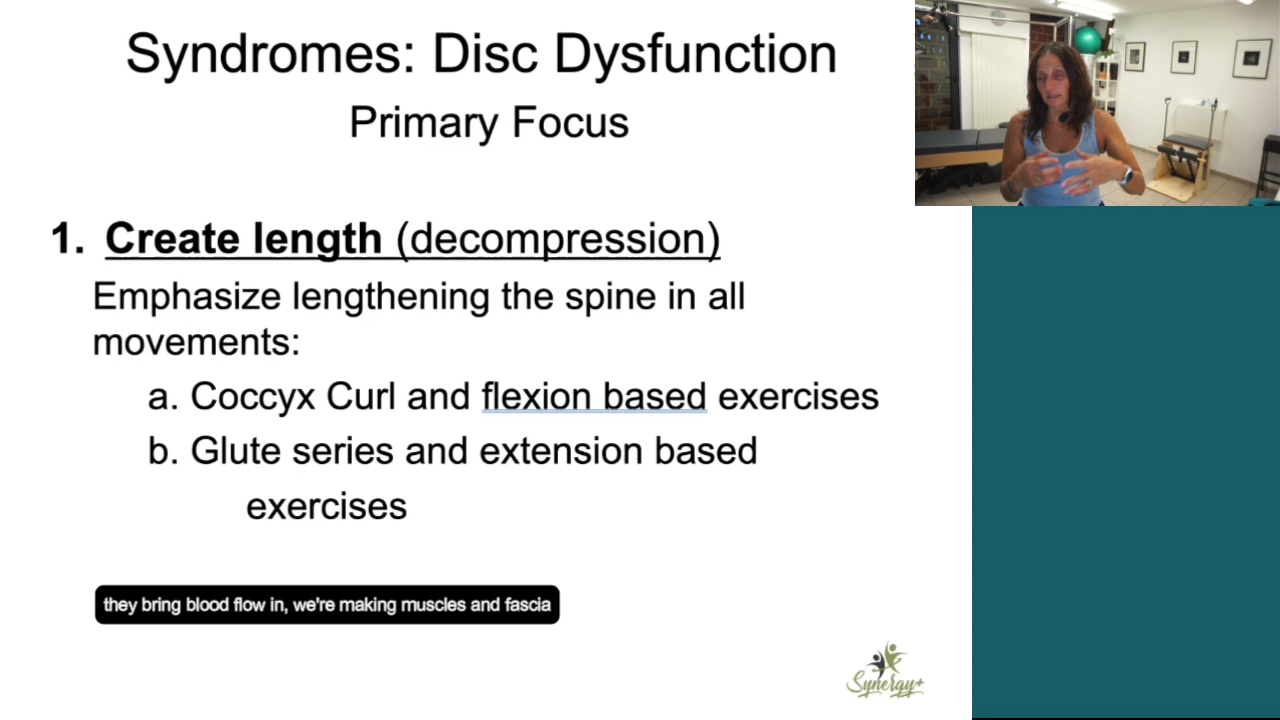 Syndromes: Disc Dysfunction
Primary Focus
1. Create length (decompression)
Emphasize lengthening the spine in all
movements:
a. Coccyx Curl and flexion based exercises
b. Glute series and extension based
exercises
they bring blood flow in, we're making muscles and fascia
Synergy+